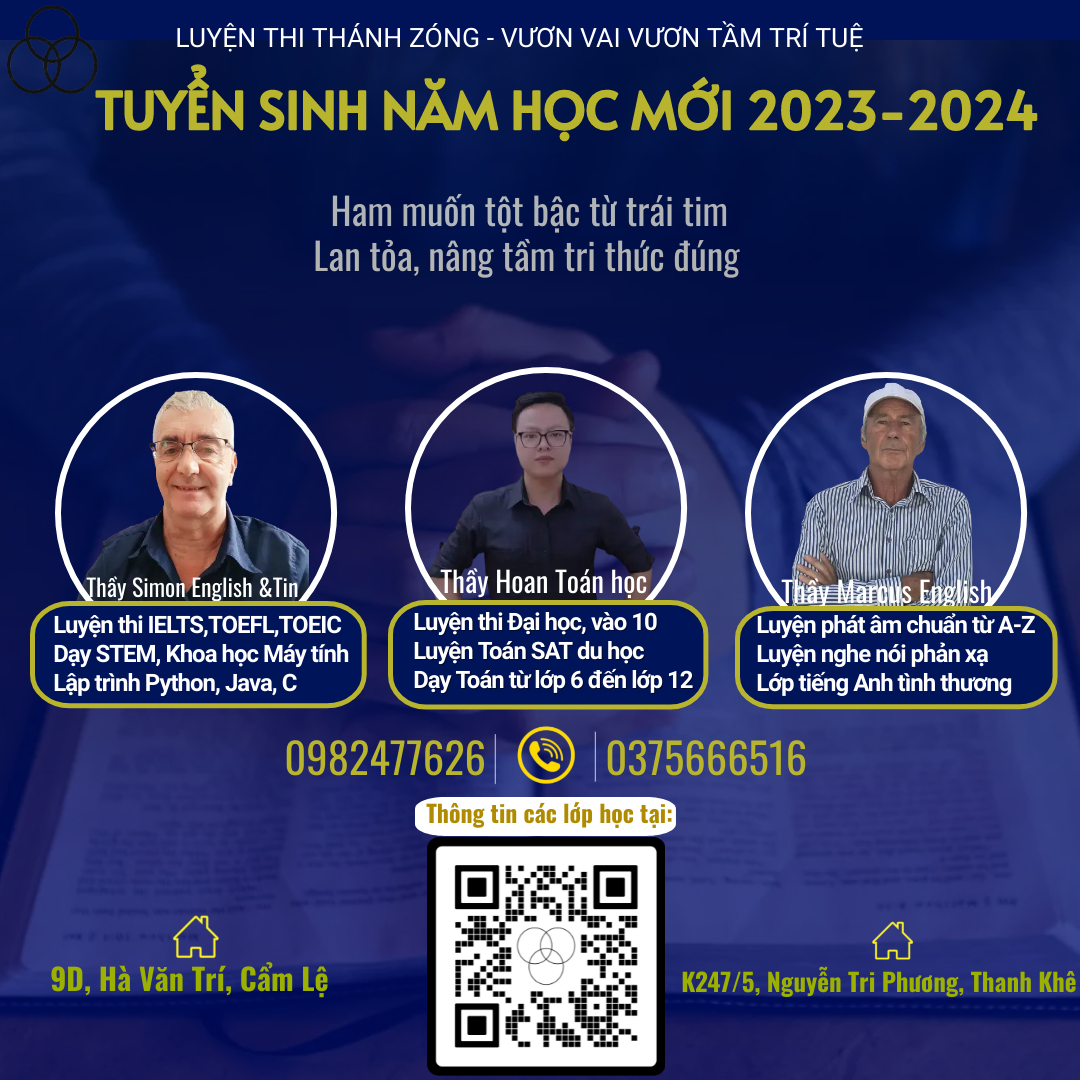 LUYỆN THI THÁNH ZÓNG - VƯƠN VAI VƯƠN TẦM TRÍ TUỆ
TUYỂN SINH NĂM HỌC MỚI 2023-2024
Ham muốn tột bậc từ trái tim
Lan tỏa, nâng tầm tri thức đúng
Thầy Simon English &Tin
Luyện thi IELTS,TOEFL,TOEIC
Dạy STEM, Khoa học Máy tính
Lập trình Python, Java, C
Thầy Hoan Toán học
Luyện thi Đại học, vào 10
Luyện Toán SAT du học
Dạy Toán từ lớp 6 đến lớp 12
Thầy Marcus English
Luyện phát âm chuẩn từ A-Z
Luyện nghe nói phản xạ
Lớp tiếng Anh tình thương
0982477626
0375666516
Thông tin các lớp học tại:
9D, Hà Văn Trí, Cẩm Lệ
K247/5, Nguyễn Tri Phương, Thanh Khê